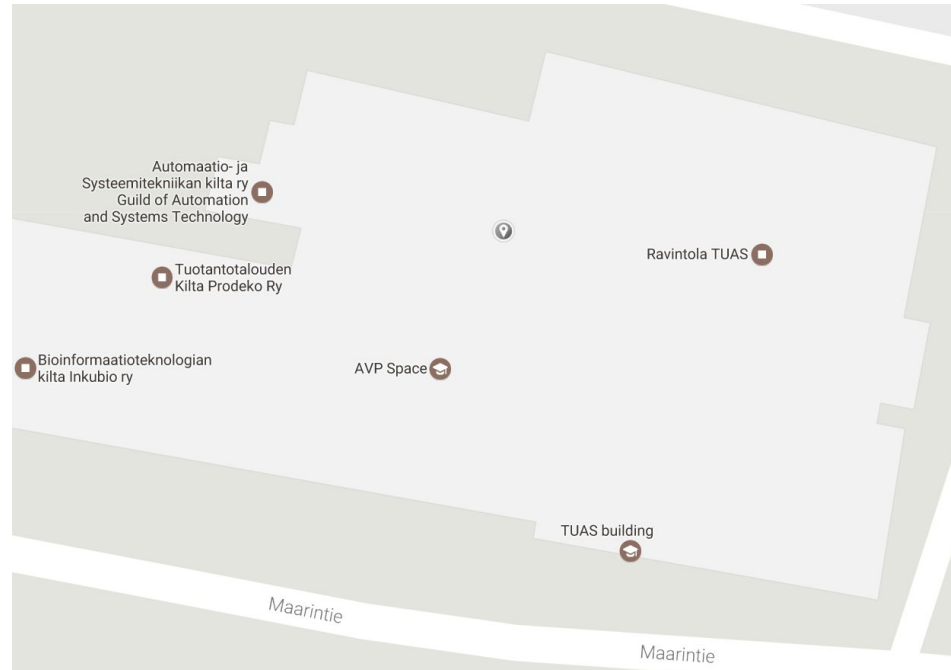 Automaatio- ja
Systeemitekniikan kilta ry
Guild of Automation
and Systems Technology
Ravintola TUAS
Tuotantotalouden
Kilta Prodeko Ry
Bioinformaatioteknologian
kilta Inkubio ry
AVP Space
TUAS building
Maarintie
Maarintie